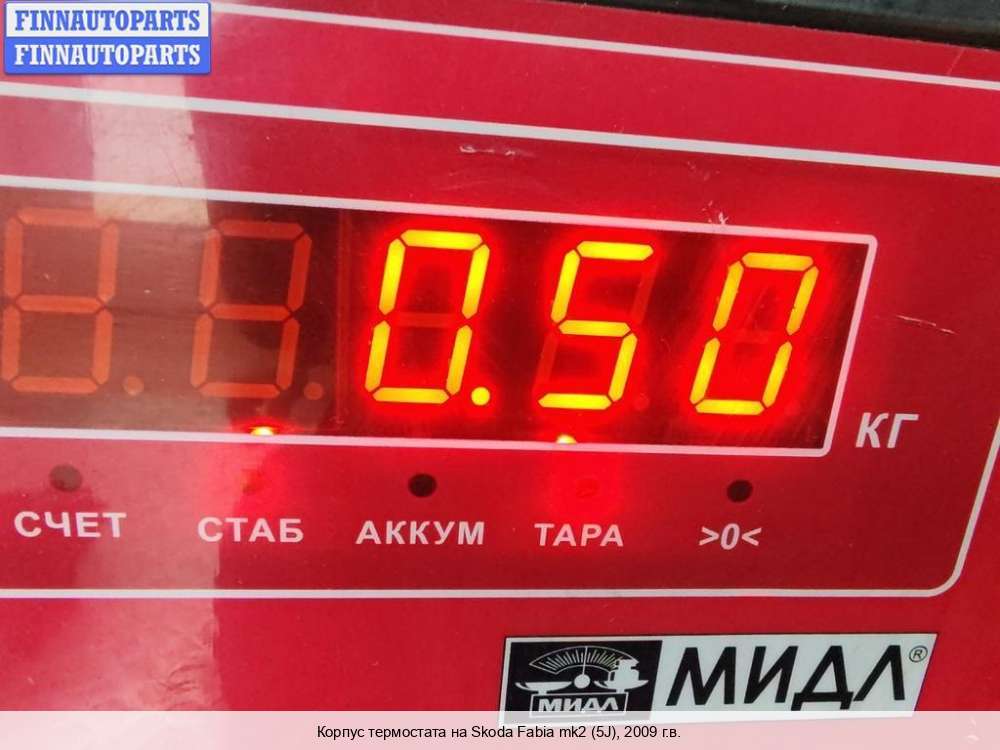 FINNAUTOPARTS
FINNAUTOPARTS
0.50
КГ
СЧЕТ СТАБ АККУМ ТАРА >0<
МИДЛ МИДЛ®
Корпус термостата на Skoda Fabia mk2 (5J), 2009 г.в.